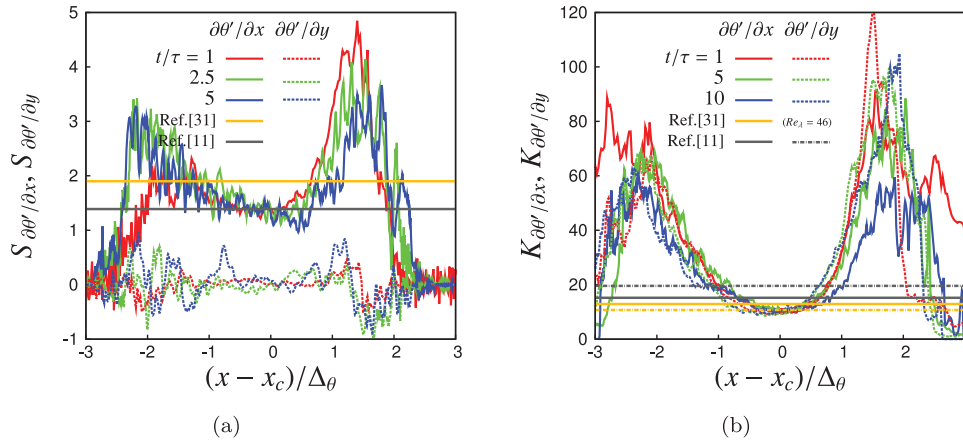 ∂θ′/∂x ∂θ′/∂y
t/τ = 1
2.5
5
Ref.[31]
Ref.[11]
5
4
3
2
1
0
-1
-3 -2 -1 0 1 2 3
S∂θ′/∂x, S∂θ′/∂y
(x − xc)/Δθ
(a)
∂θ′/∂x ∂θ′/∂y
t/τ = 1
5
10
Ref.[31] (Reλ = 46)
Ref.[11]
120
100
80
60
40
20
0
-3 -2 -1 0 1 2
K∂θ′/∂x, K∂θ′/∂y
(x − xc)/Δθ
(b)